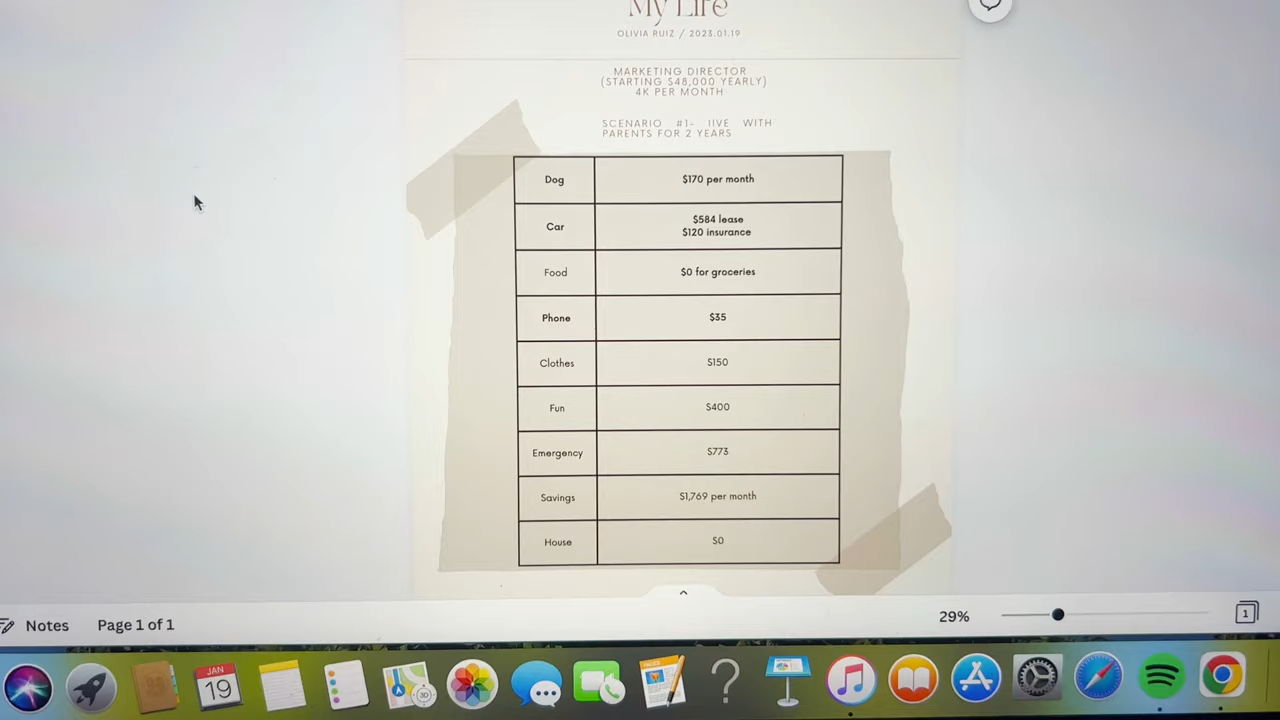 My Life
OLIVIA RUIZ / 2023.01.19
MARKETING DIRECTOR
(STARTING $48,000 YEARLY)
4K PER MONTH
SCENARIO #1- lIVE WITH
PARENTS FOR 2 YEARS
Dog $170 per month
Car $584 lease
$120 insurance
Food $0 for groceries
Phone $35
Clothes $150
Fun $400
Emergency $773
Savings $1,769 per month
House $0
Notes Page 1 of 1 29% 1
JAN
19
3D
PAGES